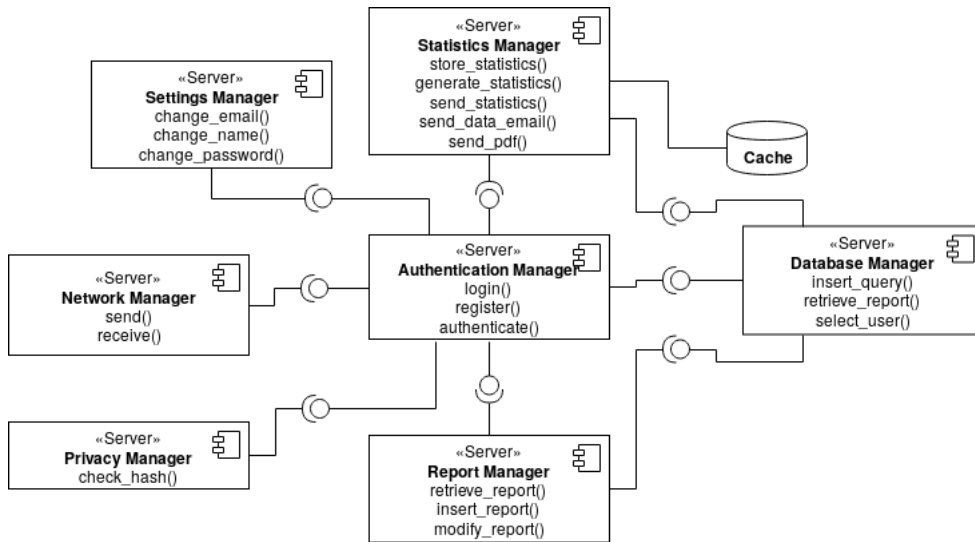 «Server»
Statistics Manager
store_statistics()
generate_statistics()
send_statistics()
send_data_email()
send_pdf()
«Server»
Settings Manager
change_email()
change_name()
change_password()
Cache
«Server»
Network Manager
send()
receive()
«Server»
Authentication Manager
login()
register()
authenticate()
«Server»
Database Manager
insert_query()
retrieve_report()
select_user()
«Server»
Privacy Manager
check_hash()
«Server»
Report Manager
retrieve_report()
insert_report()
modify_report()